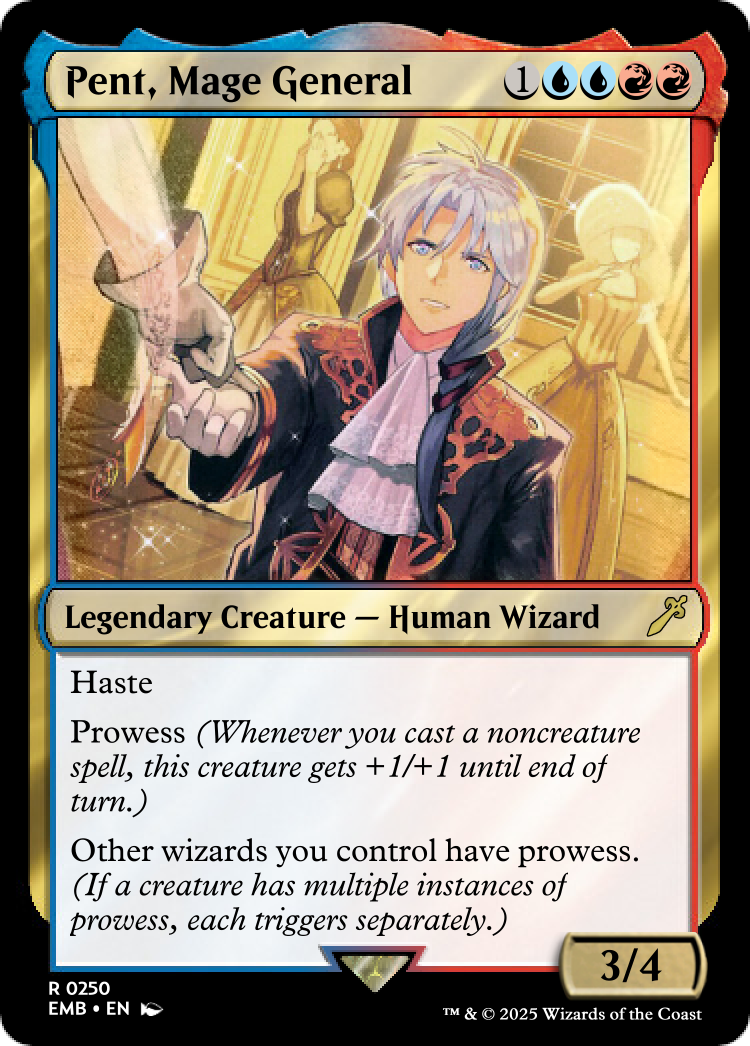 Pent, Mage General 1
Legendary Creature — Human Wizard
Haste
Prowess (Whenever you cast a noncreature
spell, this creature gets +1/+1 until end of
turn.)
Other wizards you control have prowess.
(If a creature has multiple instances of
prowess, each triggers separately.)
3/4
R 0250
EMB • EN
™ & © 2025 Wizards of the Coast